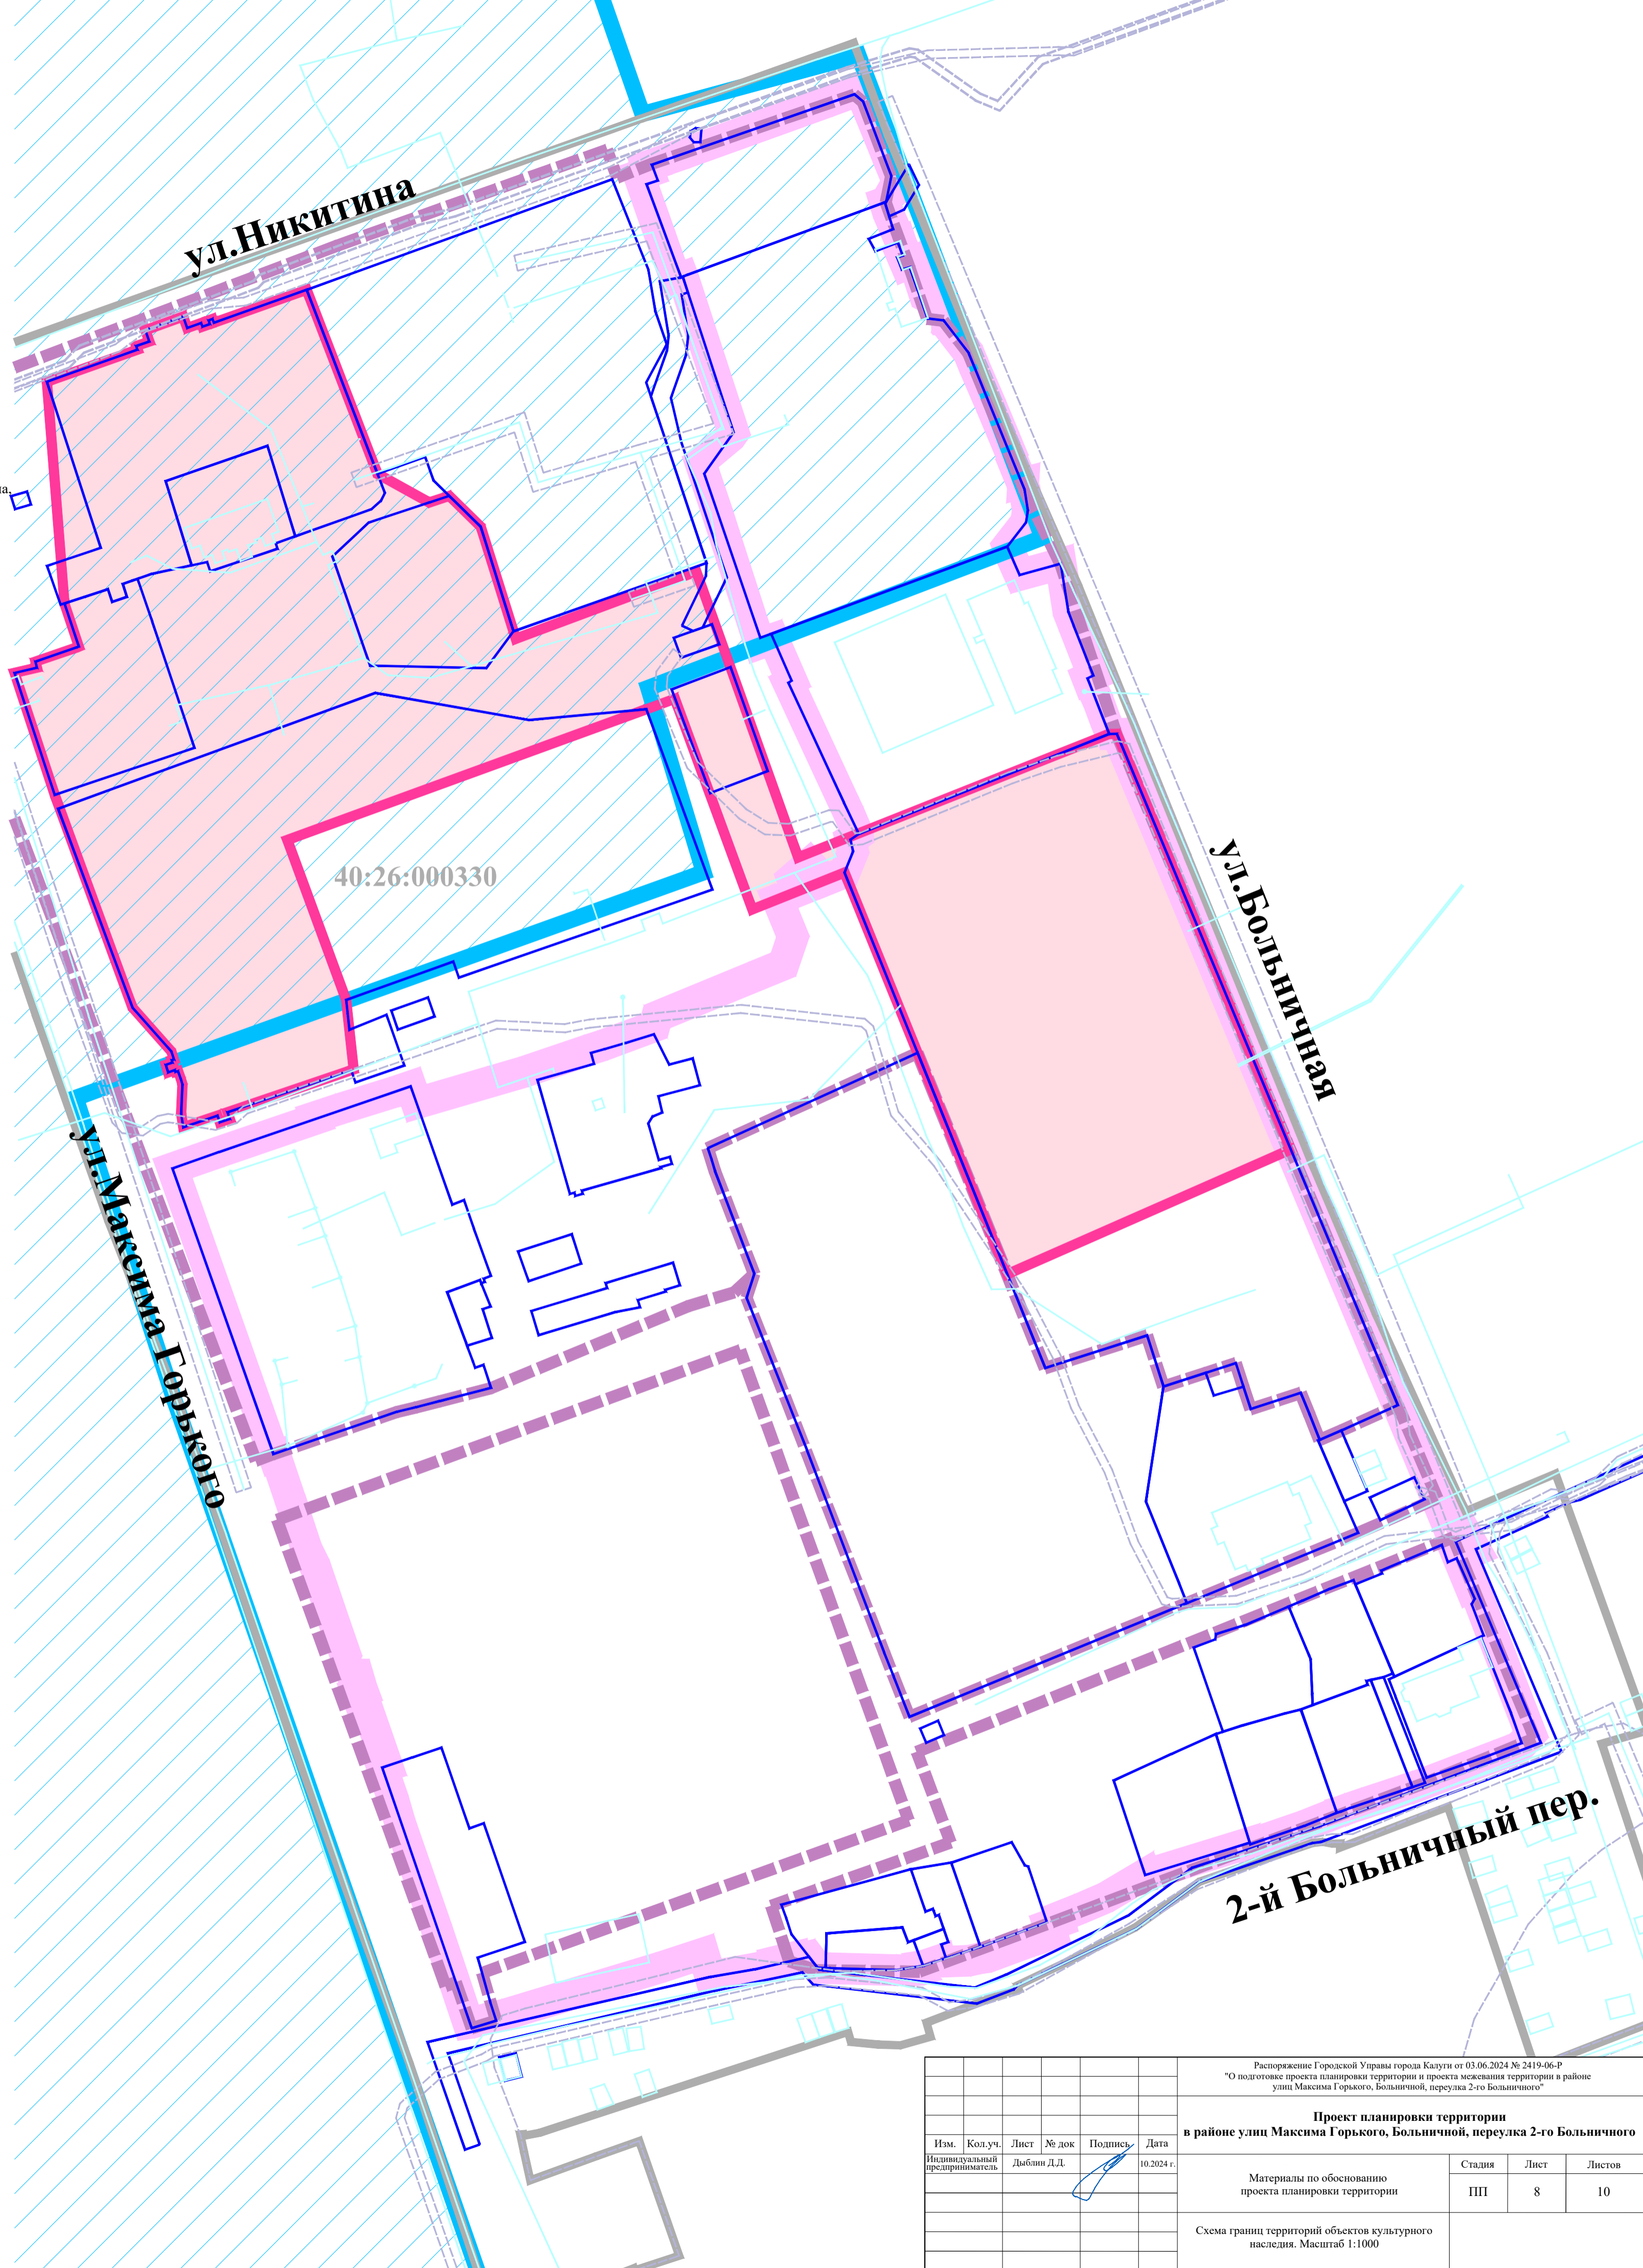 ул.Никитина
40:26:000330
ул.Больничная
ул.Максима Горького
2-й Больничный пер.
Распоряжение Городской Управы города Калуги от 03.06.2024 № 2419-06-Р
"О подготовке проекта планировки территории и проекта межевания территории в районе
улиц Максима Горького, Больничной, переулка 2-го Больничного"
Проект планировки территории
в районе улиц Максима Горького, Больничной, переулка 2-го Больничного
Изм. Кол.уч. Лист № док Подпись Дата
Индивидуальный
предприниматель
Дыблин Д.Д. 10.2024 г.
Материалы по обоснованию
проекта планировки территории
Стадия Лист Листов
ПП 8 10
Схема границ территорий объектов культурного
наследия. Масштаб 1:1000